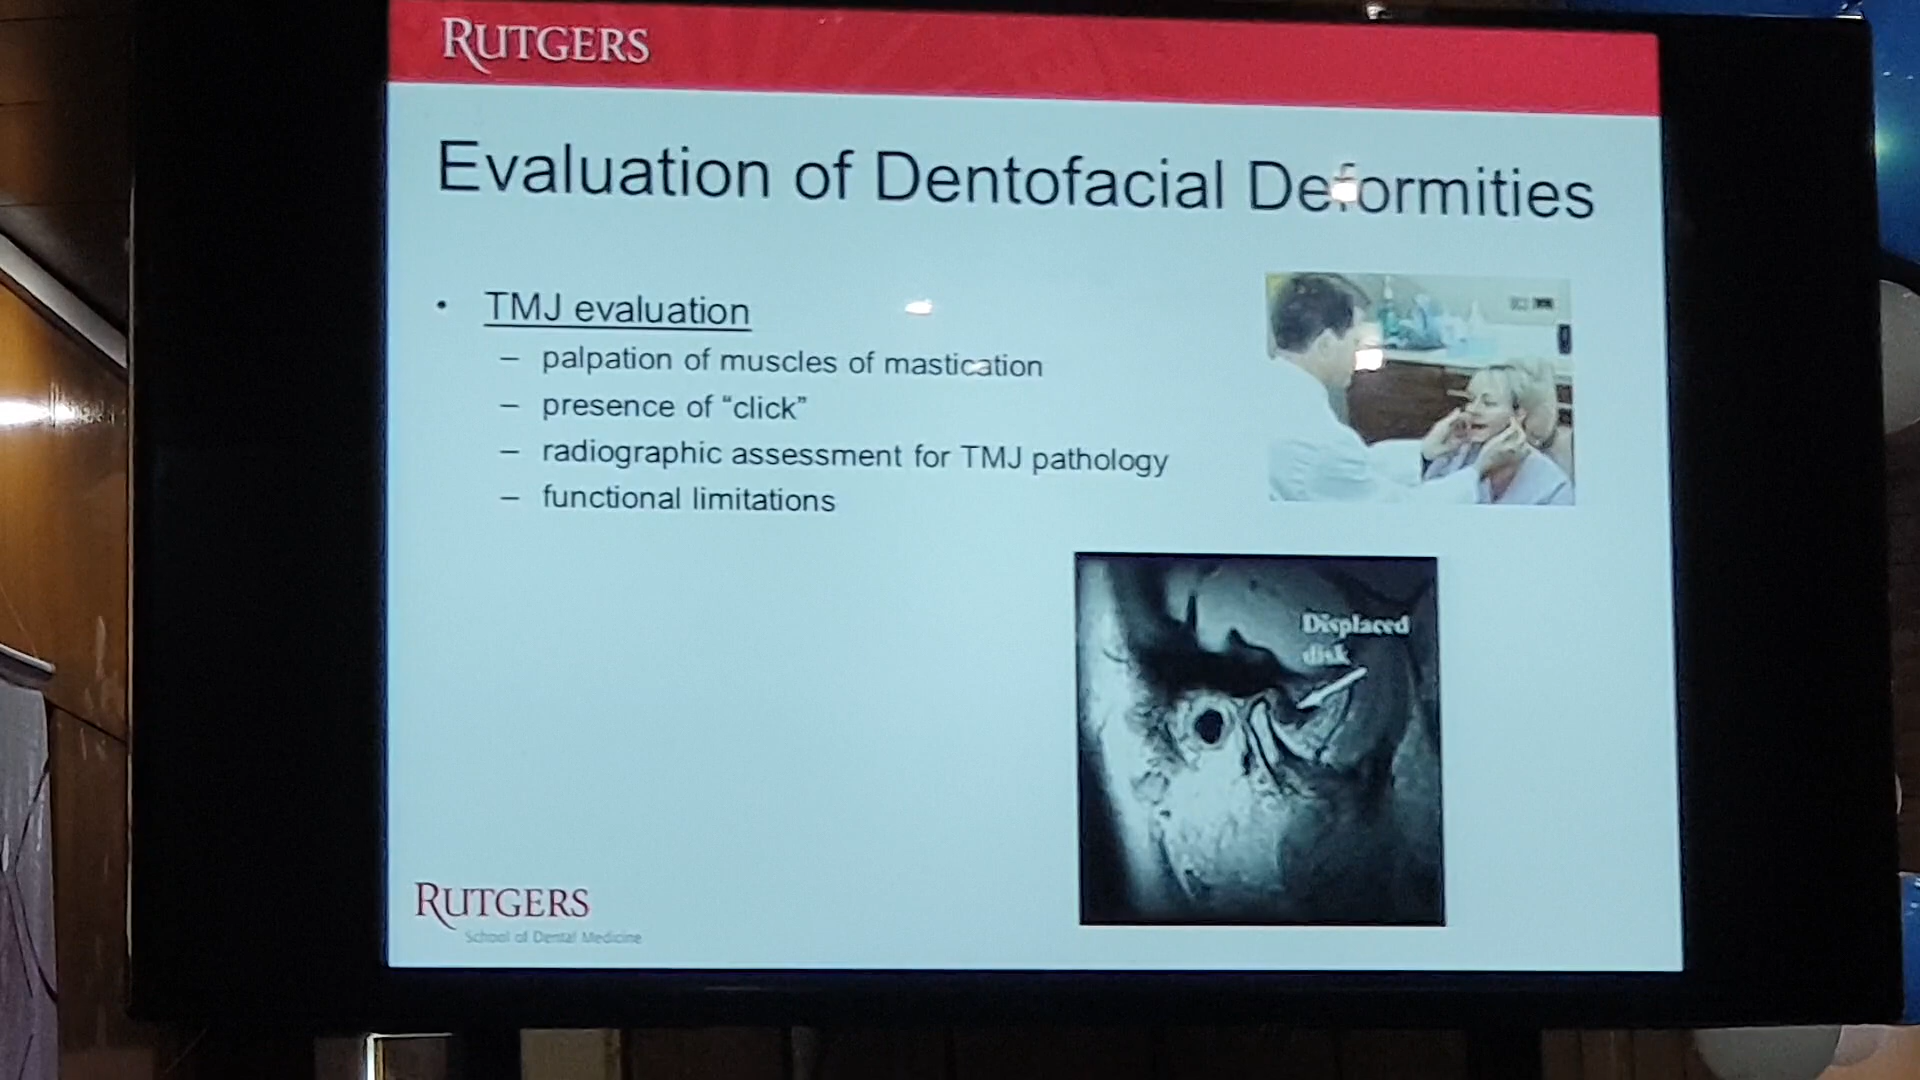 RUTGERS
Evaluation of Dentofacial Deformities
• TMJ evaluation
– palpation of muscles of mastication
– presence of “click”
– radiographic assessment for TMJ pathology
– functional limitations
Displaced
disk
RUTGERS
School of Dental Medicine